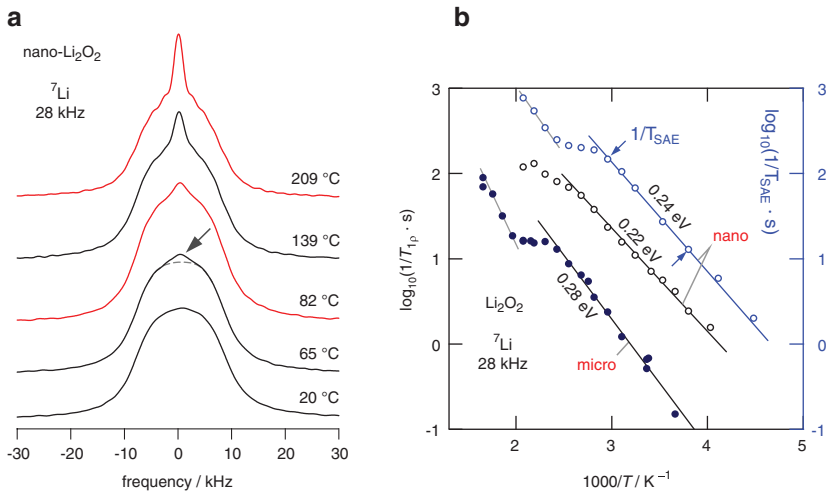 a
nano-Li₂O₂
⁷Li
28 kHz
209 °C
139 °C
82 °C
65 °C
20 °C
-30 -20 -10 0 10 20 30
frequency / kHz
b
3
2
1
0
-1
log₁₀(1/T₁ρ · s)
1/T_SAE
0.24 eV
0.22 eV
0.28 eV
nano
micro
Li₂O₂
⁷Li
28 kHz
3
2
1
0
-1
log₁₀(1/T_SAE · s)
2 3 4 5
1000/T / K⁻¹